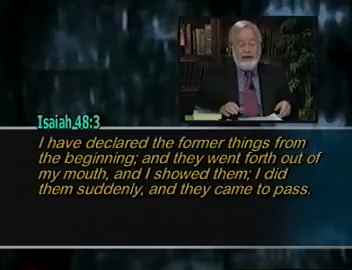 Isaiah 48:3
I have declared the former things from
the beginning; and they went forth out of
my mouth, and I showed them; I did
them suddenly, and they came to pass.